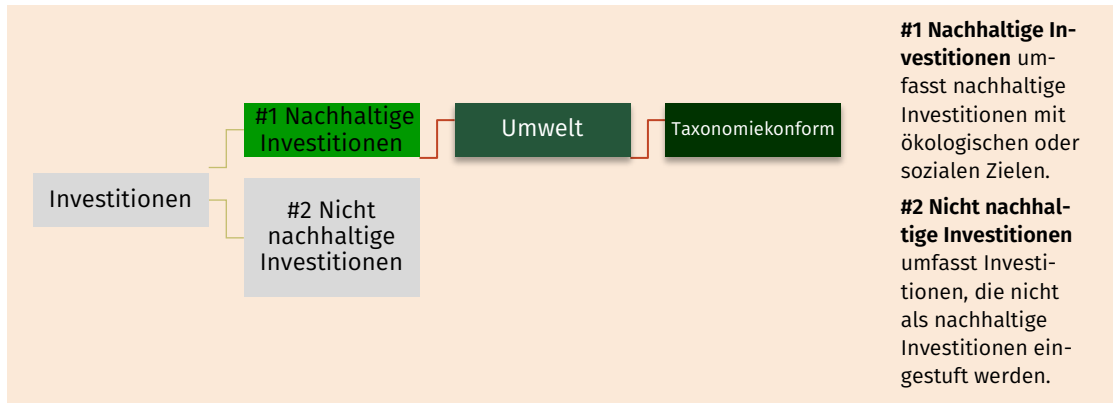 Investitionen
#1 Nachhaltige
Investitionen
Umwelt
Taxonomiekonform
#2 Nicht
nachhaltige
Investitionen
#1 Nachhaltige In-
vestitionen um-
fasst nachhaltige
Investitionen mit
ökologischen oder
sozialen Zielen.
#2 Nicht nachhal-
tige Investitionen
umfasst Investi-
tionen, die nicht
als nachhaltige
Investitionen ein-
gestuft werden.